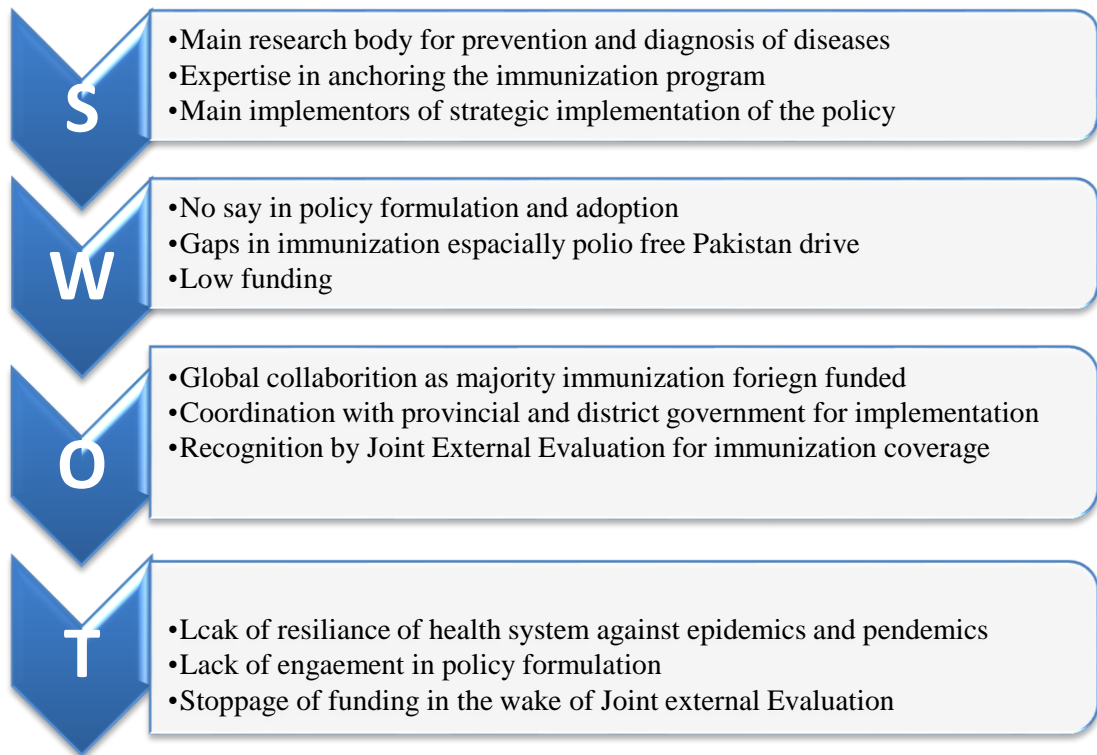 S
•Main research body for prevention and diagnosis of diseases
•Expertise in anchoring the immunization program
•Main implementors of strategic implementation of the policy
W
•No say in policy formulation and adoption
•Gaps in immunization espacially polio free Pakistan drive
•Low funding
O
•Global collaborition as majority immunization foriegn funded
•Coordination with provincial and district government for implementation
•Recognition by Joint External Evaluation for immunization coverage
T
•Lcak of resiliance of health system against epidemics and pendemics
•Lack of engaement in policy formulation
•Stoppage of funding in the wake of Joint external Evaluation